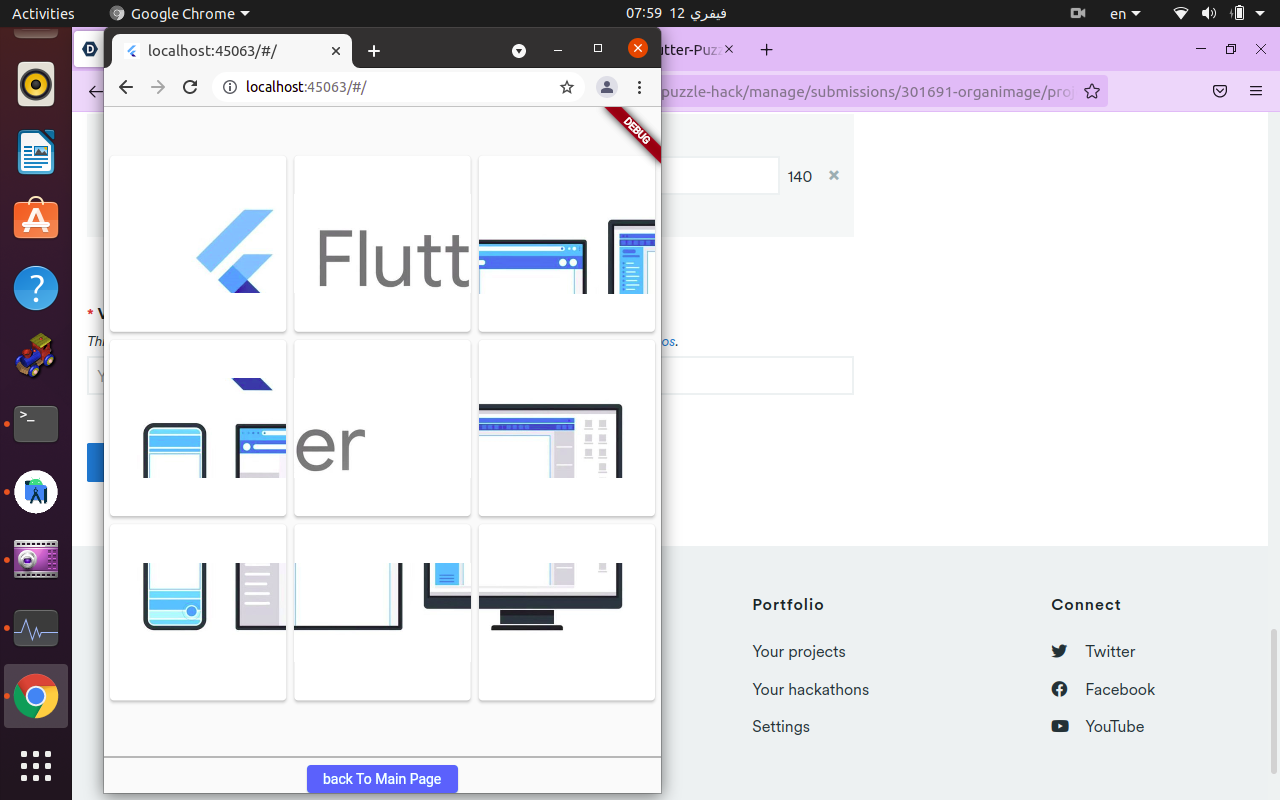 Activities
Google Chrome
07:59 12 فيفري
en
localhost:45063/#/
utter-Puzz
localhost:45063/#/
puzzle-hack/manage/submissions/301691-organimage/proj
DEBUG
140
Flutt
* V
Thi
os.
Y
er
Portfolio
Connect
Your projects
Twitter
Your hackathons
Facebook
Settings
YouTube
back To Main Page